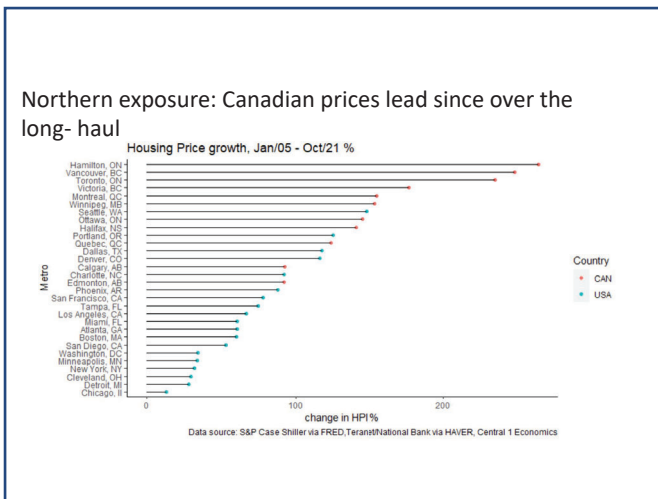 Northern exposure: Canadian prices lead since over the
long- haul
Housing Price growth, Jan/05 - Oct/21 %
Hamilton, ON
Vancouver, BC
Toronto, ON
Victoria, BC
Montreal, QC
Winnipeg, MB
Seattle, WA
Ottawa, ON
Halifax, NS
Portland, OR
Quebec, QC
Dallas, TX
Denver, CO
Calgary, AB
Charlotte, NC
Edmonton, AB
Phoenix, AR
San Francisco, CA
Tampa, FL
Los Angeles, CA
Miami, FL
Atlanta, GA
Boston, MA
San Diego, CA
Washington, DC
Minneapolis, MN
New York, NY
Cleveland, OH
Detroit, MI
Chicago, Il
Metro
0
100
200
change in HPI%
Country
CAN
USA
Data source: S&P Case Shiller via FRED,Teranet/National Bank via HAVER, Central 1 Economics